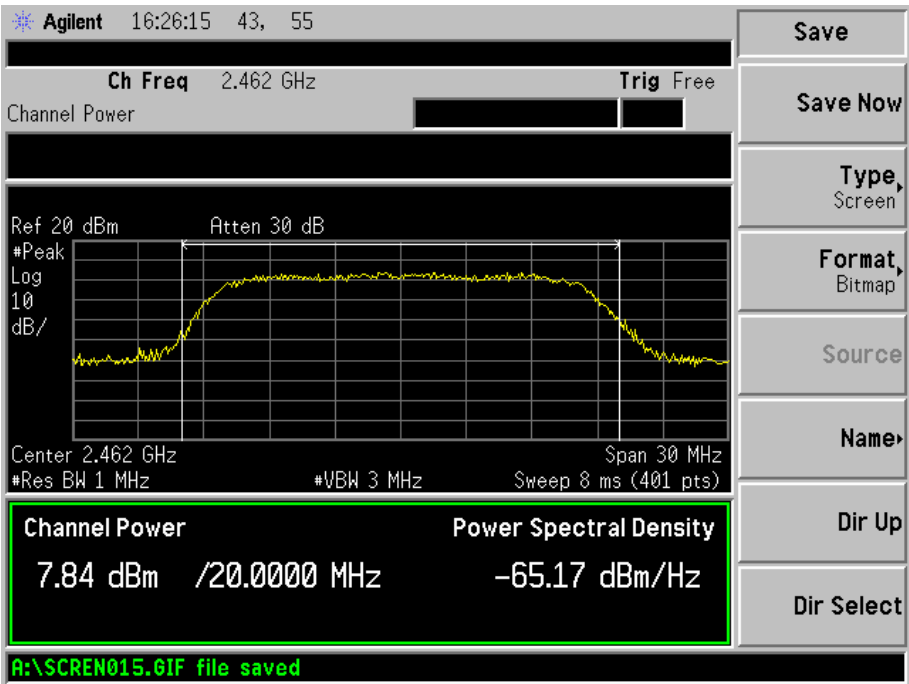 Agilent 16:26:15 43, 55
Save
Ch Freq 2.462 GHz Trig Free
Channel Power
Save Now
Type
Screen
Ref 20 dBm Atten 30 dB
#Peak
Log
10
dB/
Format
Bitmap
Source
Name
Center 2.462 GHz Span 30 MHz
#Res BW 1 MHz #VBW 3 MHz Sweep 8 ms (401 pts)
Channel Power Power Spectral Density
7.84 dBm /20.0000 MHz -65.17 dBm/Hz
Dir Up
Dir Select
A:\SCREN015.GIF file saved